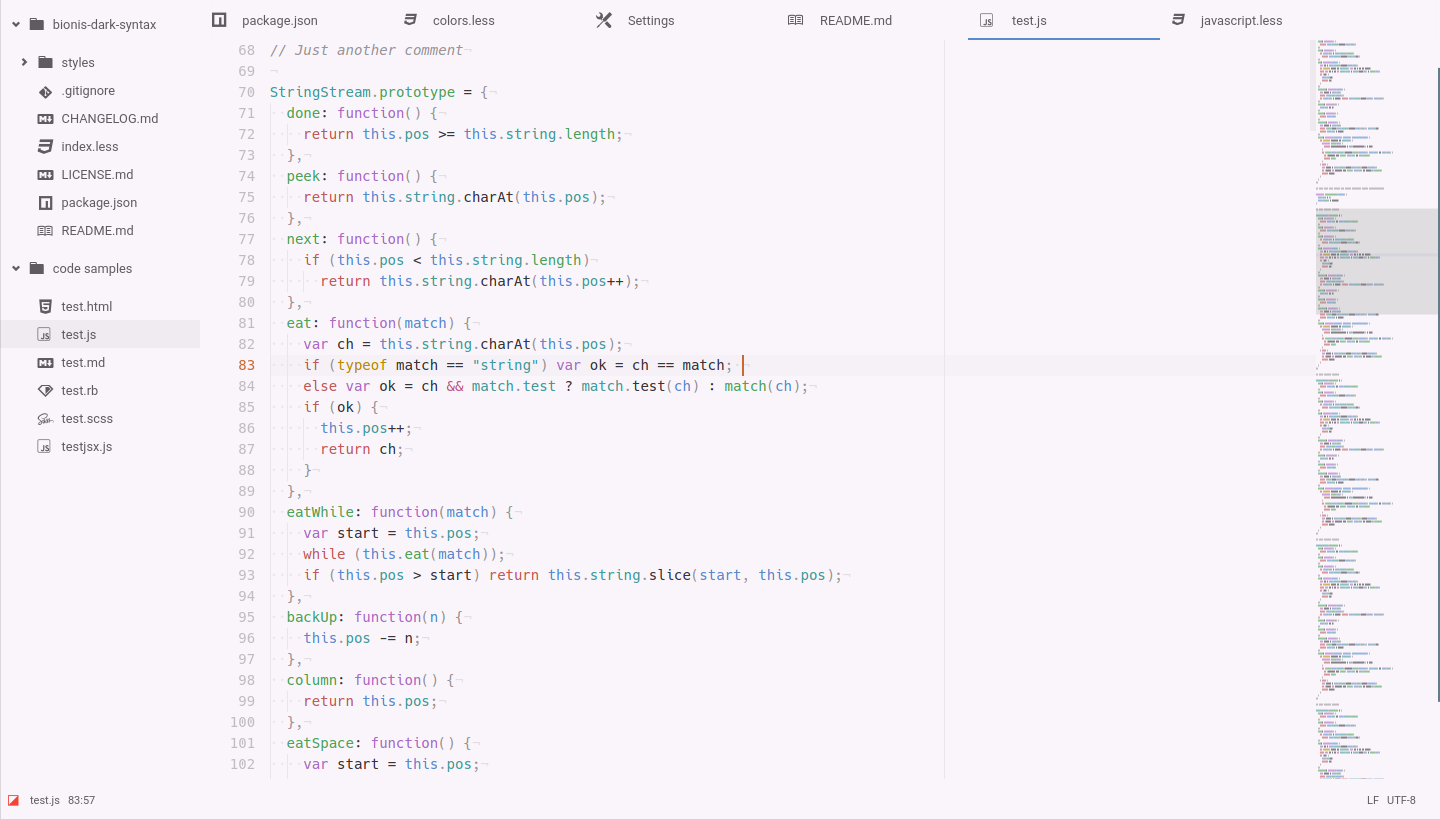 bionis-dark-syntax
styles
.gitignore
CHANGELOG.md
index.less
LICENSE.md
package.json
README.md
code samples
test.html
test.js
test.md
test.rb
test.scss
testjsx.js
package.json
colors.less
Settings
README.md
test.js
javascript.less
68 // Just another comment¬
69 ¬
70 StringStream.prototype = {¬
71 ··done: function() {¬
72 ····return this.pos >= this.string.length;¬
73 ··},¬
74 ··peek: function() {¬
75 ····return this.string.charAt(this.pos);¬
76 ··},¬
77 ··next: function() {¬
78 ····if (this.pos < this.string.length)¬
79 ······return this.string.charAt(this.pos++);¬
80 ··},¬
81 ··eat: function(match) {¬
82 ····var ch = this.string.charAt(this.pos);¬
83 ····if (typeof match == "string") var ok = ch == match; ¬
84 ····else var ok = ch && match.test ? match.test(ch) : match(ch);¬
85 ····if (ok) {¬
86 ······this.pos++;¬
87 ······return ch;¬
88 ····}¬
89 ··},¬
90 ··eatWhile: function(match) {¬
91 ····var start = this.pos;¬
92 ····while (this.eat(match));¬
93 ····if (this.pos > start) return this.string.slice(start, this.pos);¬
94 ··},¬
95 ··backUp: function(n) {¬
96 ····this.pos -= n;¬
97 ··},¬
98 ··column: function() {¬
99 ····return this.pos;¬
100 ··},¬
101 ··eatSpace: function() {¬
102 ····var start = this.pos;¬
test.js 83:57
LF UTF-8